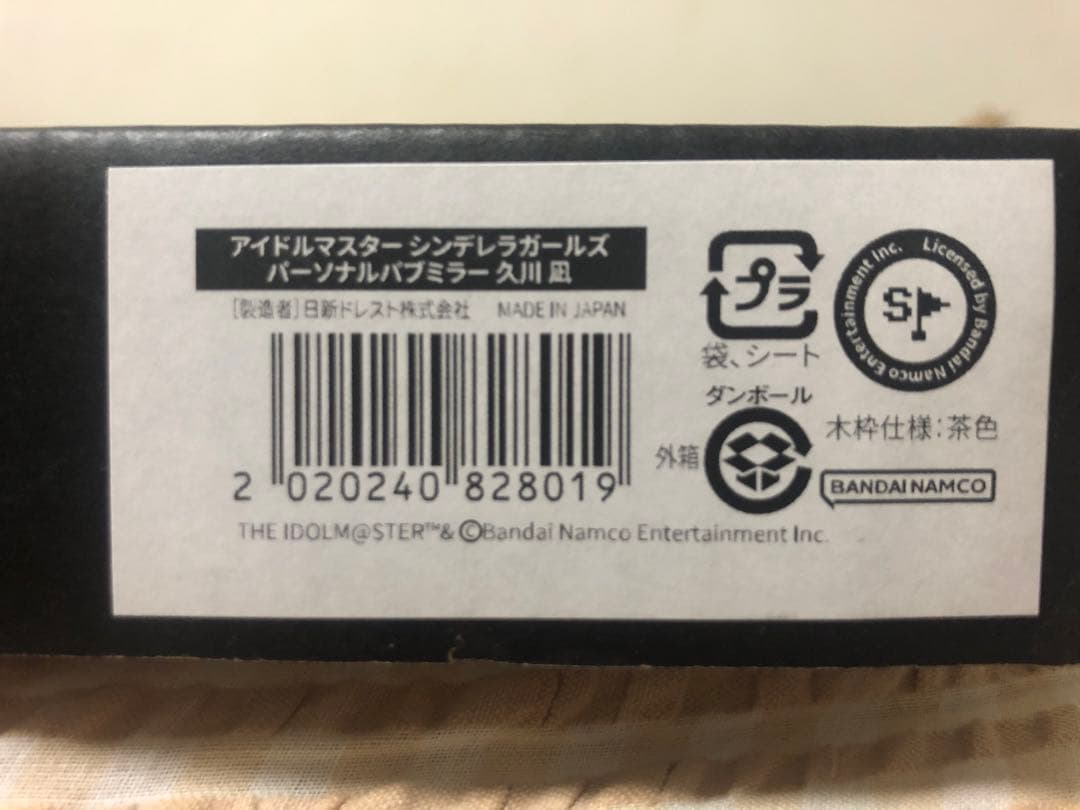 アイドルマスター シンデレラガールズ
パーソナルパブミラー 久川 凪
[製造者]日新ドレスト株式会社 MADE IN JAPAN
2 020240 828019
THE IDOLM@STER™& ©Bandai Namco Entertainment Inc.
プラ
袋、シート
ダンボール
外箱
Licensed by Bandai Namco Entertainment Inc.
SP
木枠仕様:茶色
BANDAI NAMCO